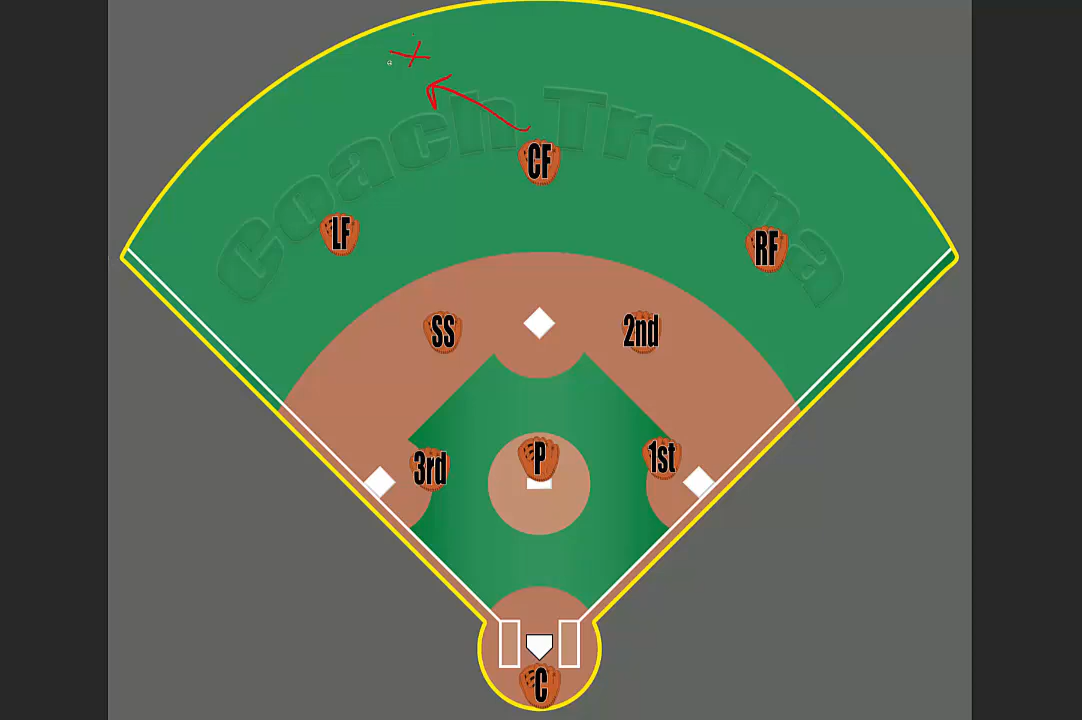 Coach Traina
CF
LF
RF
SS
2nd
3rd
P
1st
C